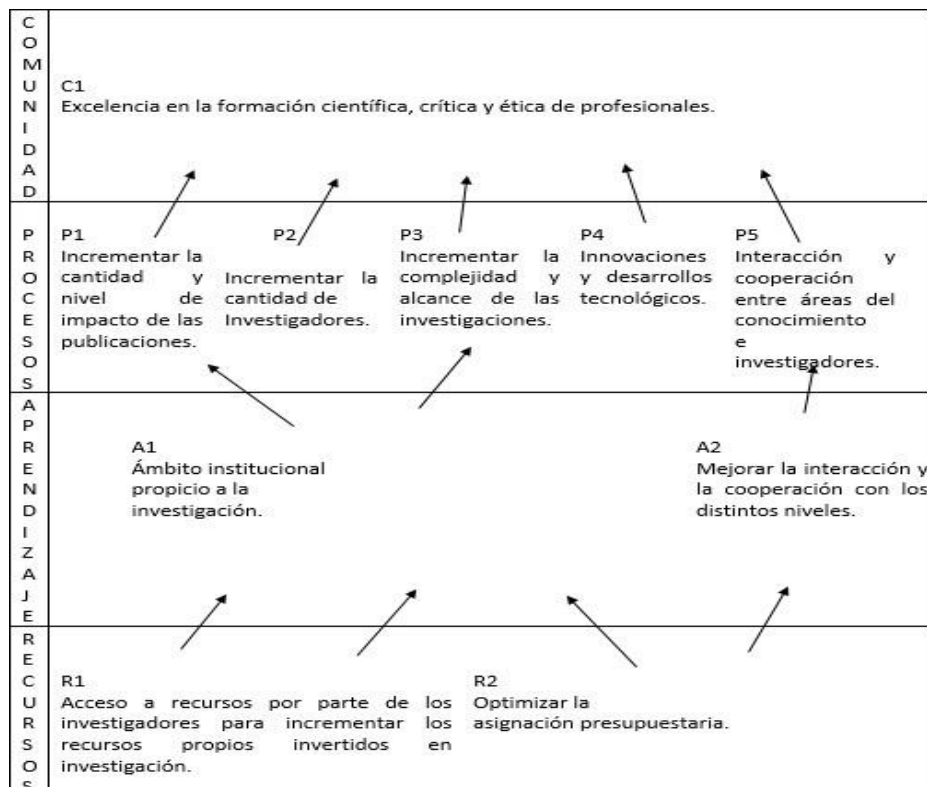 COMUNIDAD
C1
Excelencia en la formación científica, crítica y ética de profesionales.
PROCESOS
P1
Incrementar la
cantidad y
nivel de
impacto de las
publicaciones.
P2
Incrementar la
cantidad de
Investigadores.
P3
Incrementar la
complejidad y
alcance de las
investigaciones.
P4
Innovaciones
y desarrollos
tecnológicos.
P5
Interacción y
cooperación
entre áreas del
conocimiento
e
investigadores.
APRENDIZAJE
A1
Ámbito institucional
propicio a la
investigación.
A2
Mejorar la interacción y
la cooperación con los
distintos niveles.
RECURSOS
R1
Acceso a recursos por parte de los
investigadores para incrementar los
recursos propios invertidos en
investigación.
R2
Optimizar la
asignación presupuestaria.